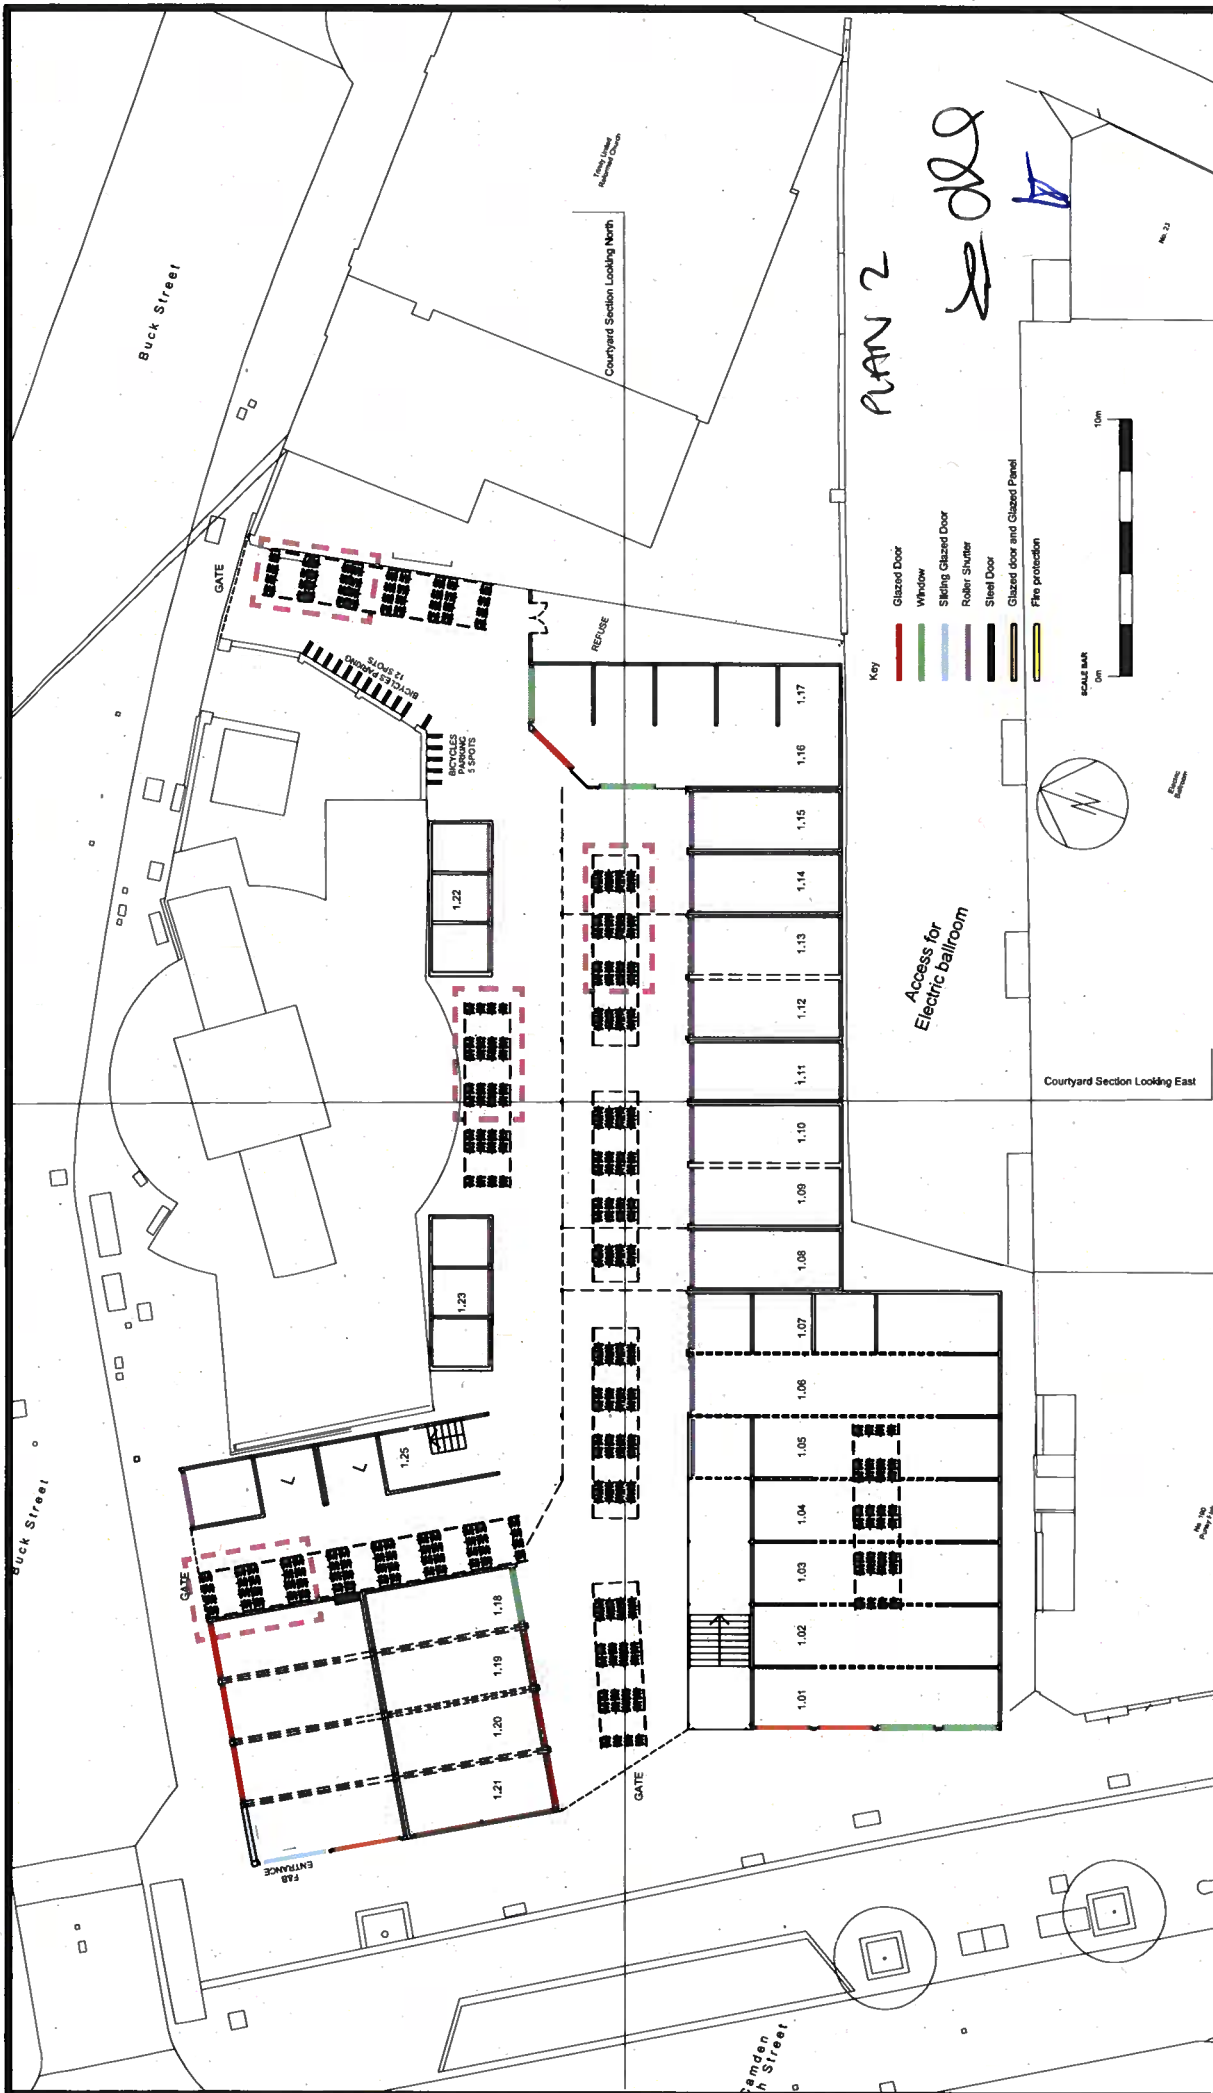 Buck Street
Trinity United
Reformed Church
Courtyard Section Looking North
PLAN 2
No. 23
GATE
BICYCLES PARKING
12 SPOTS
BICYCLES
PARKING
5 SPOTS
REFUSE
Key
Glazed Door
Window
Sliding Glazed Door
Roller Shutter
Steel Door
Glazed door and Glazed Panel
Fire protection
SCALE BAR
0m
10m
1.17
1.16
1.15
1.14
1.13
1.12
1.11
1.10
1.09
1.08
1.07
1.06
1.05
1.04
1.03
1.02
1.01
1.22
1.23
1.25
1.18
1.19
1.20
1.21
Electric
Ballroom
Access for
Electric ballroom
Courtyard Section Looking East
Buck Street
GATE
GATE
F&B
ENTRANCE
No. 190
amden
h Street